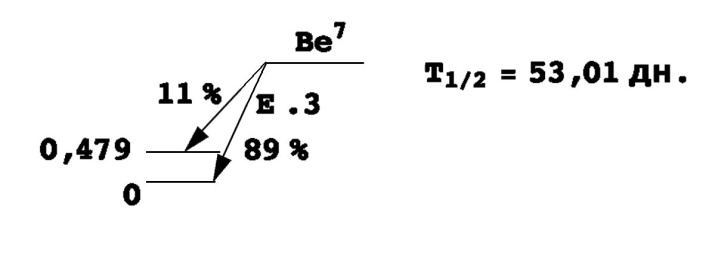 Be⁷
T₁/₂ = 53,01 дн.
11 %
E .3
0,479
89 %
0